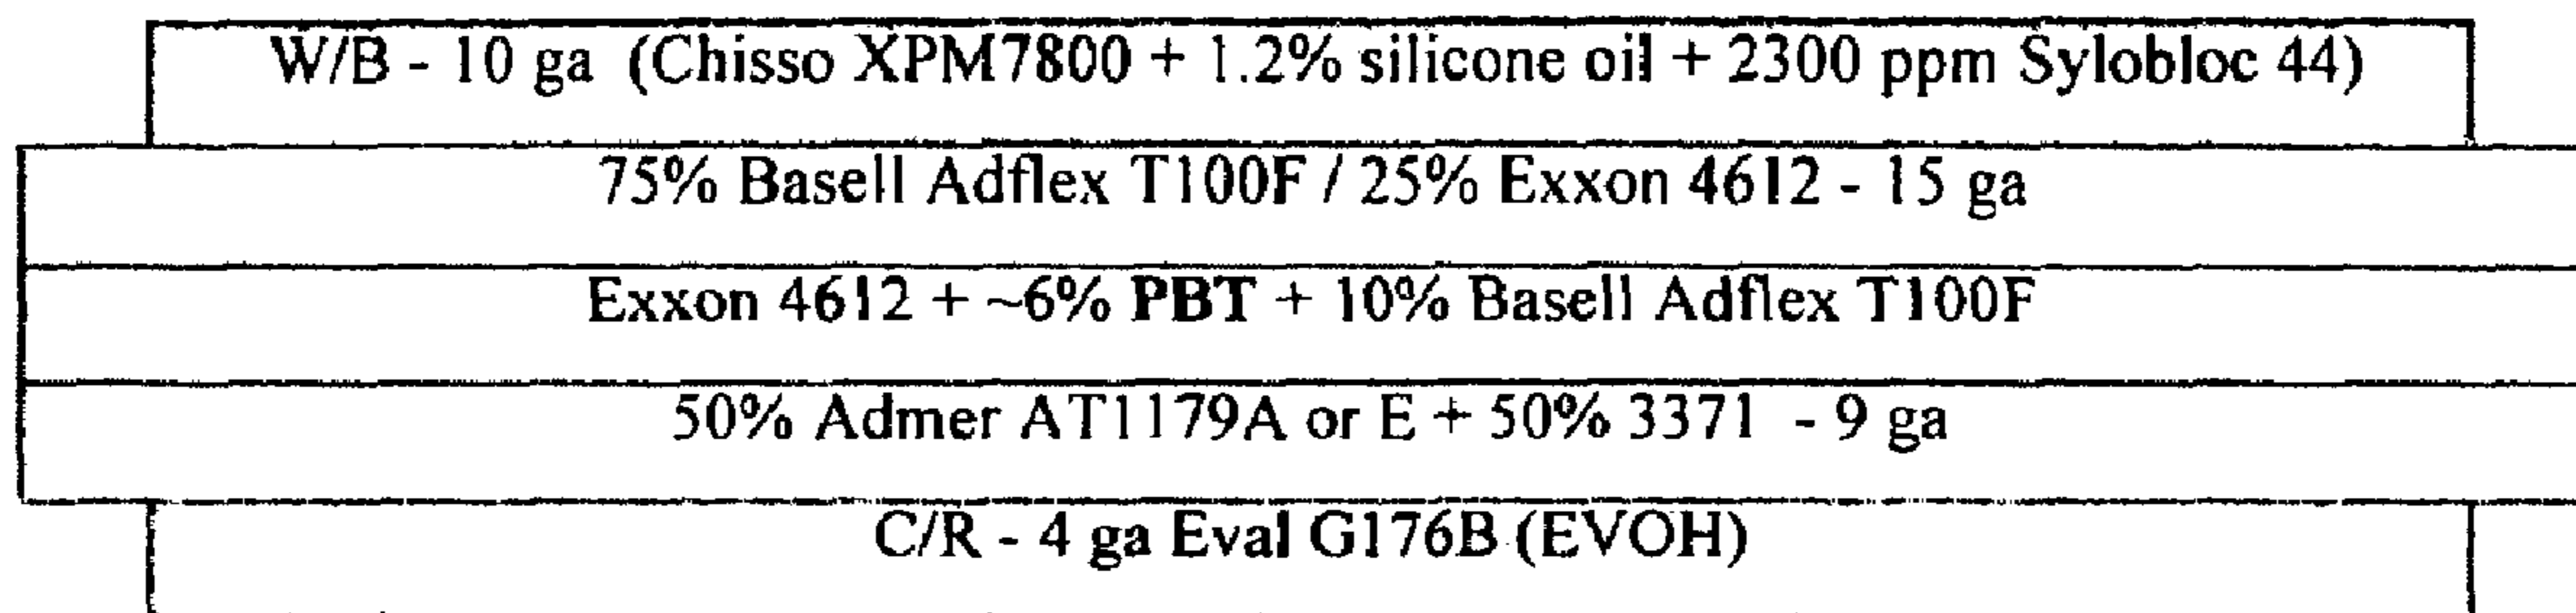 W/B - 10 ga (Chisso XPM7800 + 1.2% silicone oil + 2300 ppm Sylobloc 44)
75% Basell Adflex T100F / 25% Exxon 4612 - 15 ga
Exxon 4612 + ~6% PBT + 10% Basell Adflex T100F
50% Admer AT1179A or E + 50% 3371 - 9 ga
C/R - 4 ga Eval G176B (EVOH)